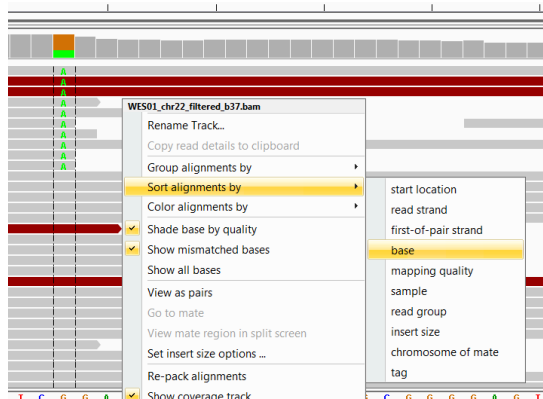 A
A
A
A
A
A
A
A
A
WES01_chr22_filtered_b37.bam
Rename Track...
Copy read details to clipboard
Group alignments by
Sort alignments by
Color alignments by
Shade base by quality
Show mismatched bases
Show all bases
View as pairs
Go to mate
View mate region in split screen
Set insert size options ...
Re-pack alignments
Show coverage track
start location
read strand
first-of-pair strand
base
mapping quality
sample
read group
insert size
chromosome of mate
tag
T C G G A C G G G G A G T